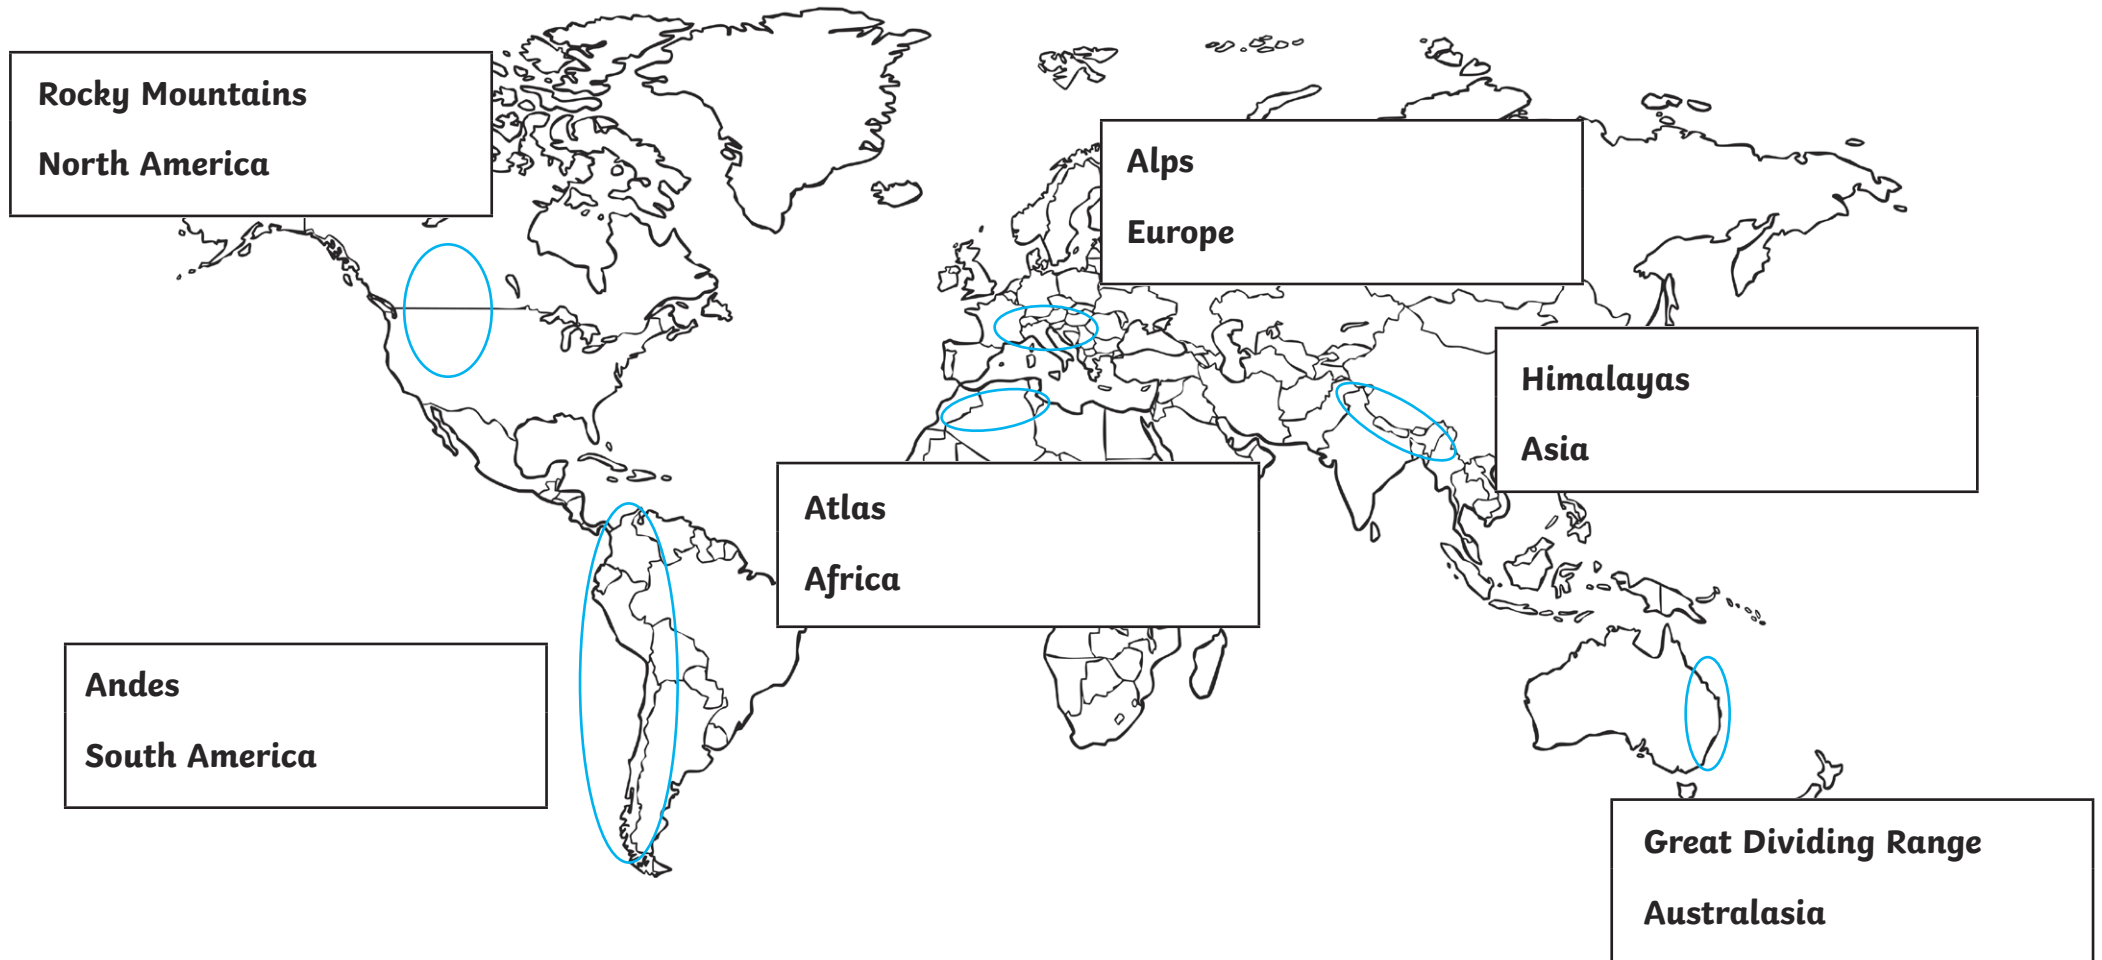 Rocky Mountains
North America
Alps
Europe
Himalayas
Asia
Atlas
Africa
Andes
South America
Great Dividing Range
Australasia